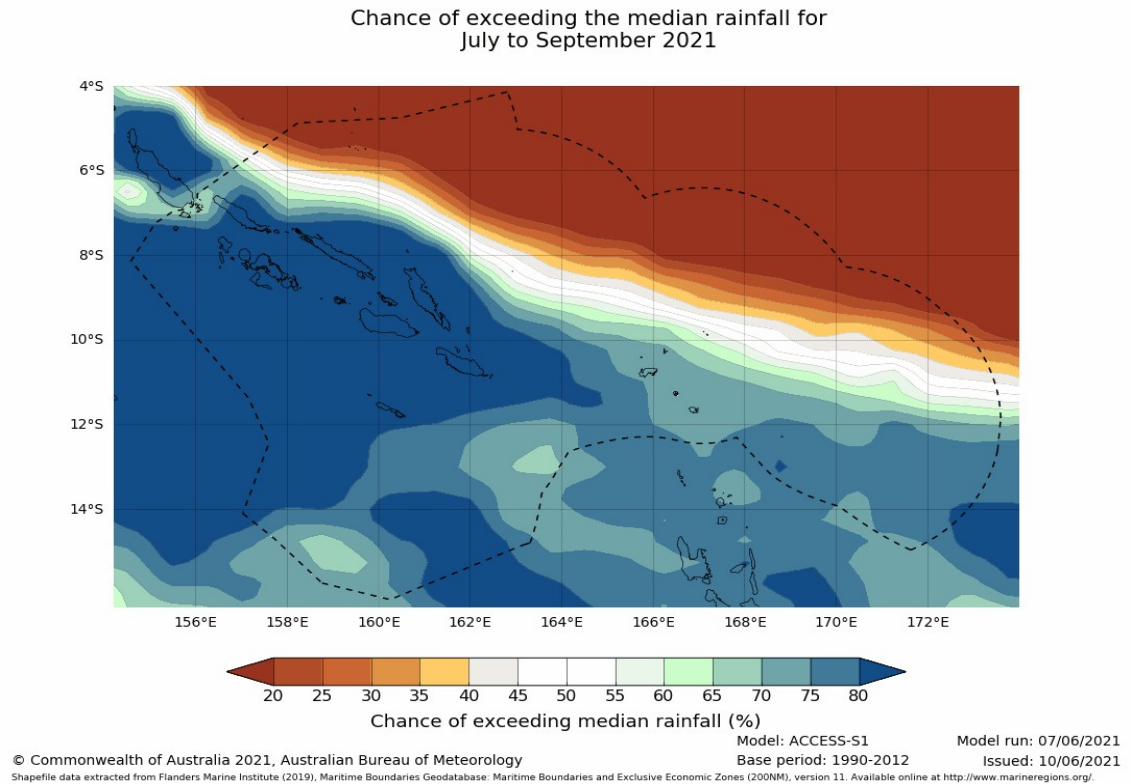 Chance of exceeding the median rainfall for
July to September 2021
4°S
6°S
8°S
10°S
12°S
14°S
156°E 158°E 160°E 162°E 164°E 166°E 168°E 170°E 172°E
20 25 30 35 40 45 50 55 60 65 70 75 80
Chance of exceeding median rainfall (%)
Model: ACCESS-S1 Model run: 07/06/2021
© Commonwealth of Australia 2021, Australian Bureau of Meteorology Base period: 1990-2012 Issued: 10/06/2021
Shapefile data extracted from Flanders Marine Institute (2019), Maritime Boundaries Geodatabase: Maritime Boundaries and Exclusive Economic Zones (200NM), version 11. Available online at http://www.marineregions.org/.